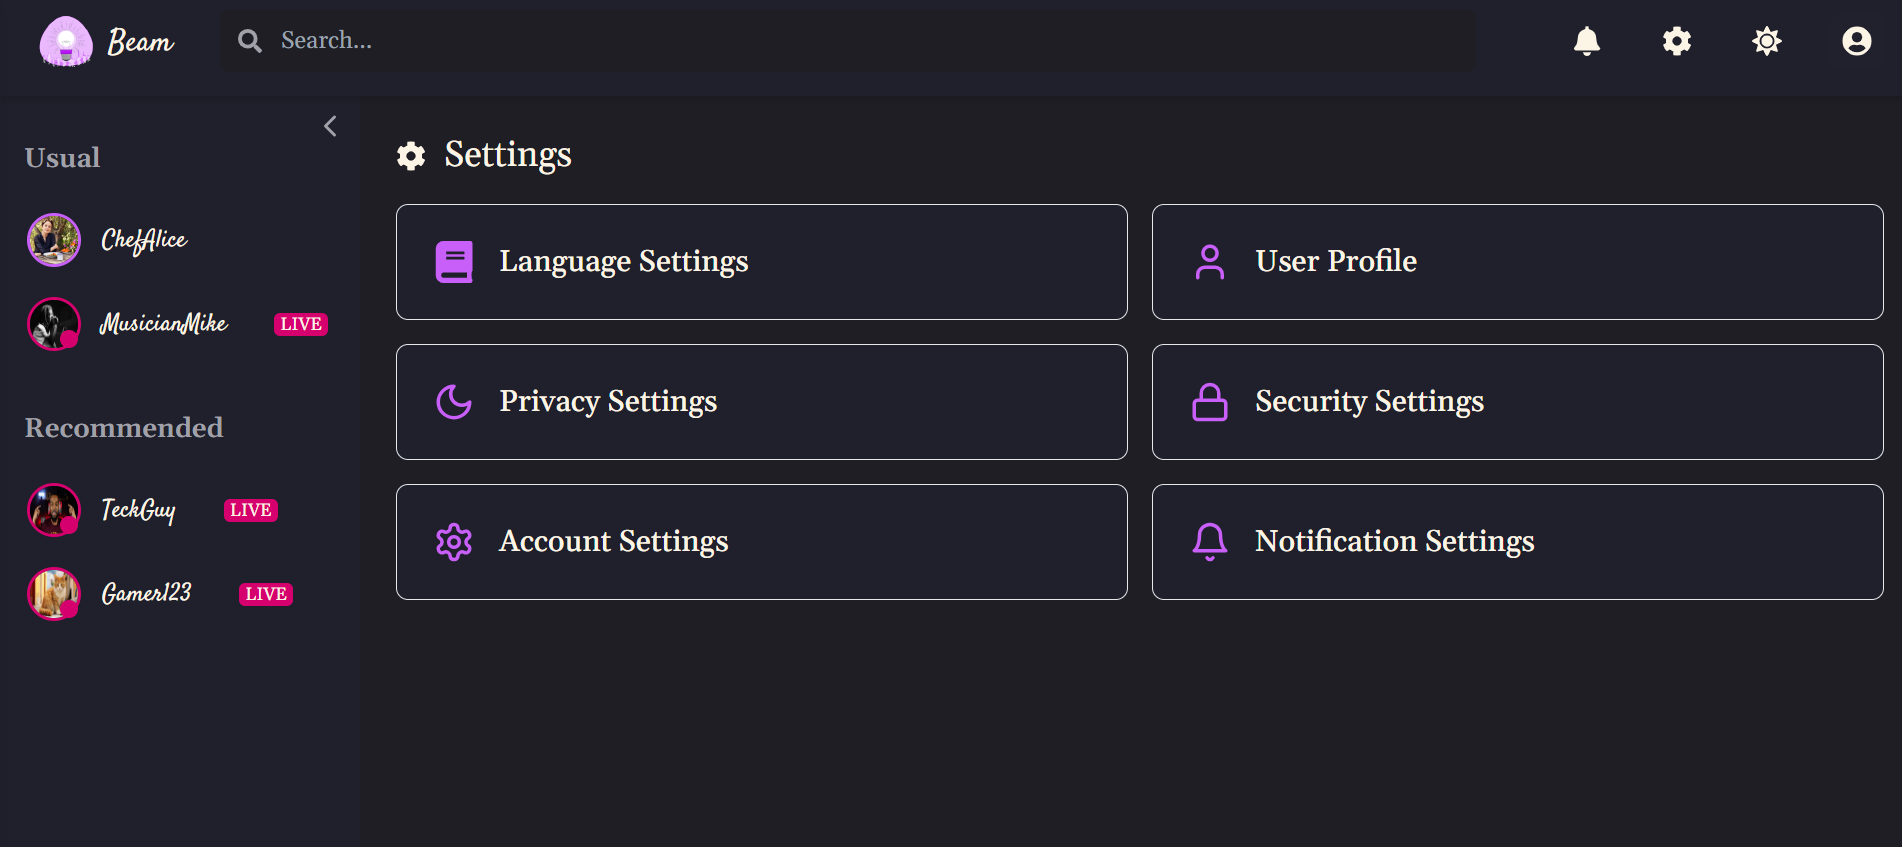 Beam
Search...
Usual
ChefAlice
MusicianMike LIVE
Recommended
TeckGuy LIVE
Gamer123 LIVE
Settings
Language Settings
User Profile
Privacy Settings
Security Settings
Account Settings
Notification Settings